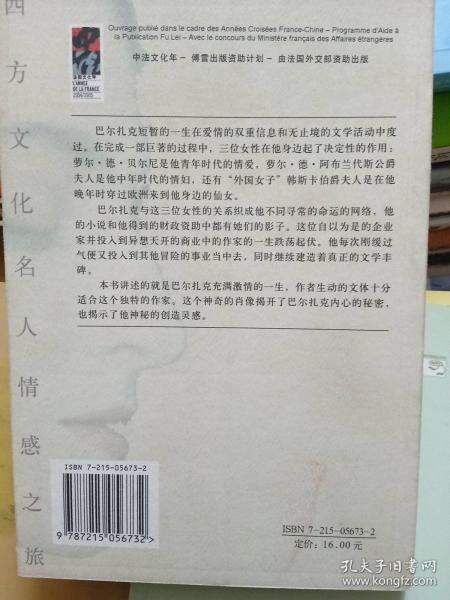 Ouvrage publié dans le cadre des Années Croisées France-Chine – Programme d'Aide à
la Publication Fu Lei – Avec le concours du Ministère français des Affaires étrangères
中法文化年 – 傅雷出版资助计划 – 由法国外交部资助出版
法国文化年
L'ANNÉE
DE LA FRANCE
2004/2005
西方文化名人情感之旅
巴尔扎克短暂的一生在爱情的双重信息和无止境的文学活动中度
过。在完成一部巨著的过程中，三位女性在他身边起了决定性的作用：
萝尔·德·贝尔尼是他青年时代的情爱，萝尔·德·阿布兰代斯公爵
夫人是他中年时代的情妇，还有“外国女子”韩斯卡伯爵夫人是在他
晚年时穿过欧洲来到他身边的仙女。
巴尔扎克与这三位女性的关系织成他不同寻常的命运的网络，他
的小说和他得到的财政资助中都有她们的影子。这位自以为是的企业
家并投入到异想天开的商业中的作家的一生跌荡起伏。他每次刚缓过
气便又投入到其他冒险的事业当中去，同时继续建造着真正的文学丰
碑。
本书讲述的就是巴尔扎克充满激情的一生，作者生动的文体十分
适合这个独特的作家。这个神奇的肖像揭开了巴尔扎克内心的秘密，
也揭示了他神秘的创造灵感。
ISBN 7-215-05673-2
9 787215 056732 >
ISBN 7-215-05673-2
定价：16.00 元
孔夫子旧书网
www.kongfz.com